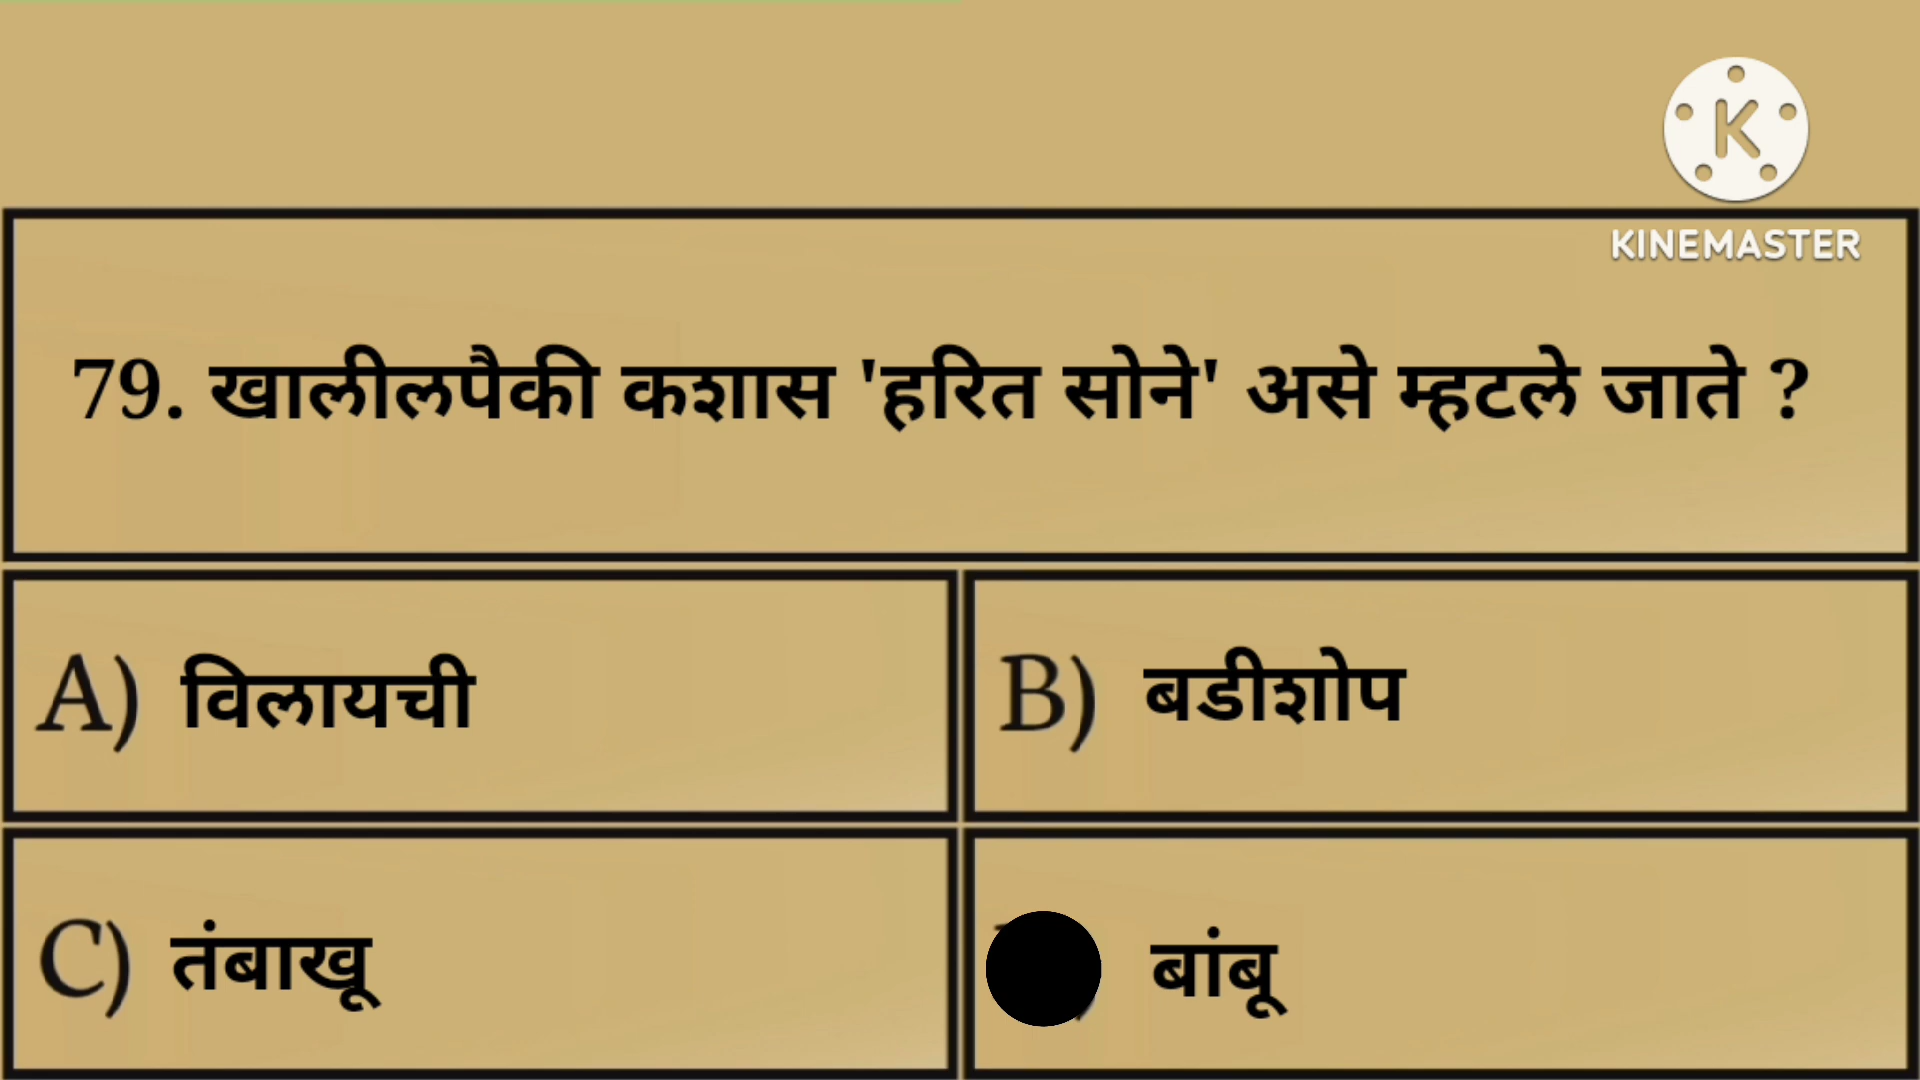 K
KINEMASTER
79. खालीलपैकी कशास 'हरित सोने' असे म्हटले जाते ?
A) विलायची
B) बडीशोप
C) तंबाखू
बांबू